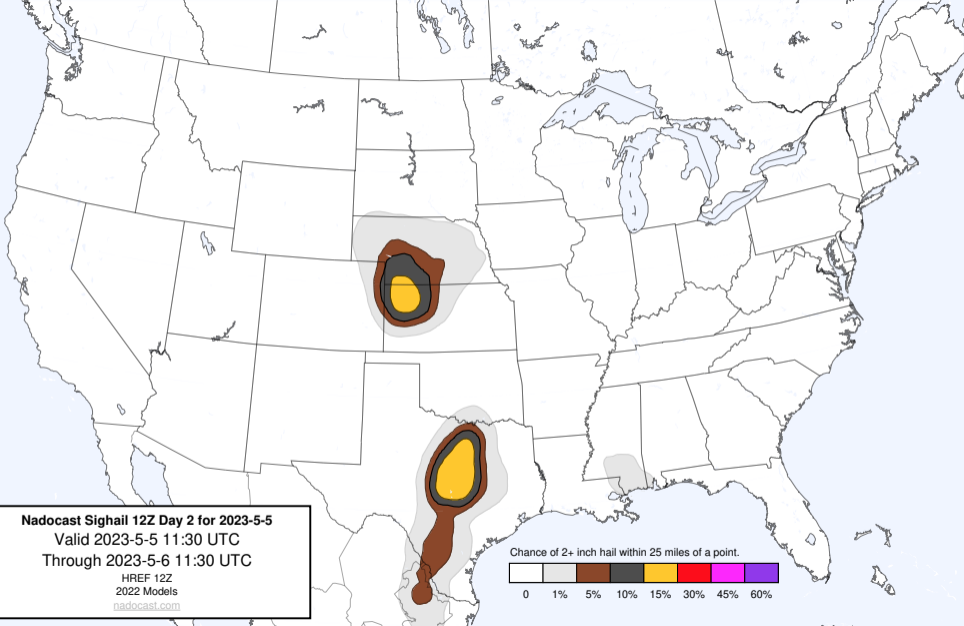 Nadocast Sighail 12Z Day 2 for 2023-5-5
Valid 2023-5-5 11:30 UTC
Through 2023-5-6 11:30 UTC
HREF 12Z
2022 Models
nadocast.com
Chance of 2+ inch hail within 25 miles of a point.
0 1% 5% 10% 15% 30% 45% 60%